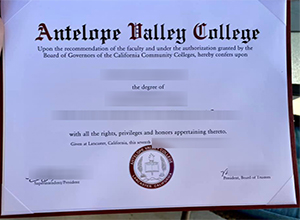 Antelope Valley College
Upon the recommendation of the faculty and under the authorization granted by the
Board of Governors of the California Community Colleges, hereby confers upon
the degree of
with all the rights, privileges and honors appertaining thereto.
Given at Lancaster, California, this seventh
Superintendent/President
President, Board of Trustees